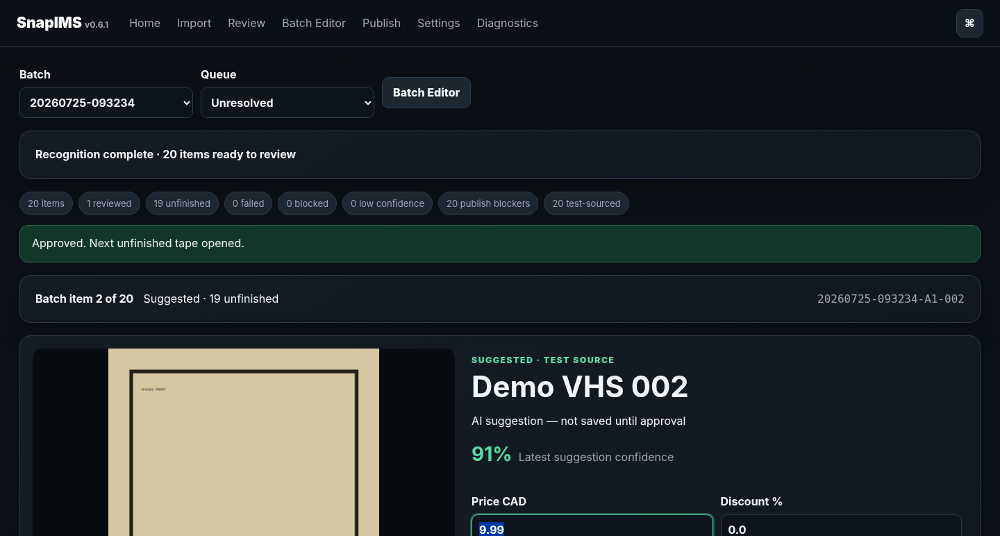 SnapIMS v0.6.1 Home Import Review Batch Editor Publish Settings Diagnostics ⌘
Batch Queue
20260725-093234 Unresolved Batch Editor
Recognition complete · 20 items ready to review
20 items 1 reviewed 19 unfinished 0 failed 0 blocked 0 low confidence 20 publish blockers 20 test-sourced
Approved. Next unfinished tape opened.
Batch item 2 of 20 Suggested · 19 unfinished 20260725-093234-A1-002
SUGGESTED · TEST SOURCE
Demo VHS 002
AI suggestion — not saved until approval
91% Latest suggestion confidence
Price CAD Discount %
9.99 0.0